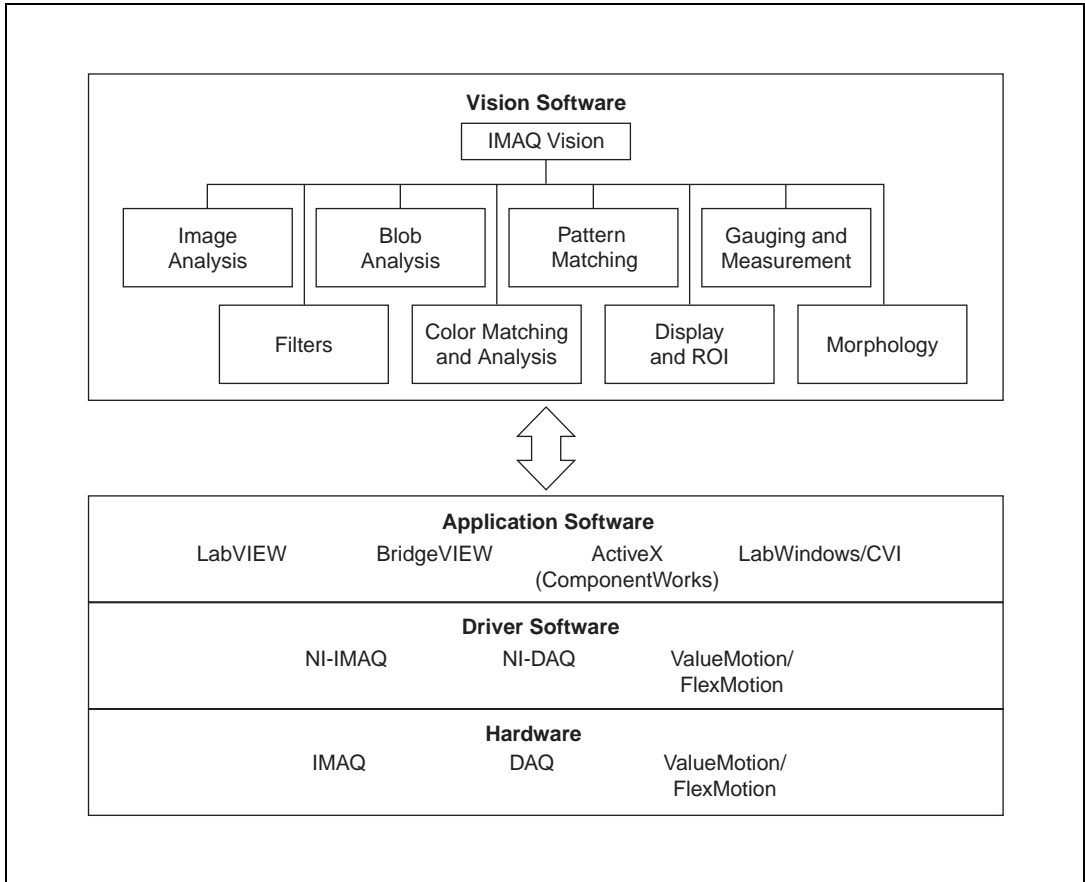 Vision Software
IMAQ Vision
Image
Analysis
Blob
Analysis
Pattern
Matching
Gauging and
Measurement
Filters
Color Matching
and Analysis
Display
and ROI
Morphology
Application Software
LabVIEW
BridgeVIEW
ActiveX
(ComponentWorks)
LabWindows/CVI
Driver Software
NI-IMAQ
NI-DAQ
ValueMotion/
FlexMotion
Hardware
IMAQ
DAQ
ValueMotion/
FlexMotion